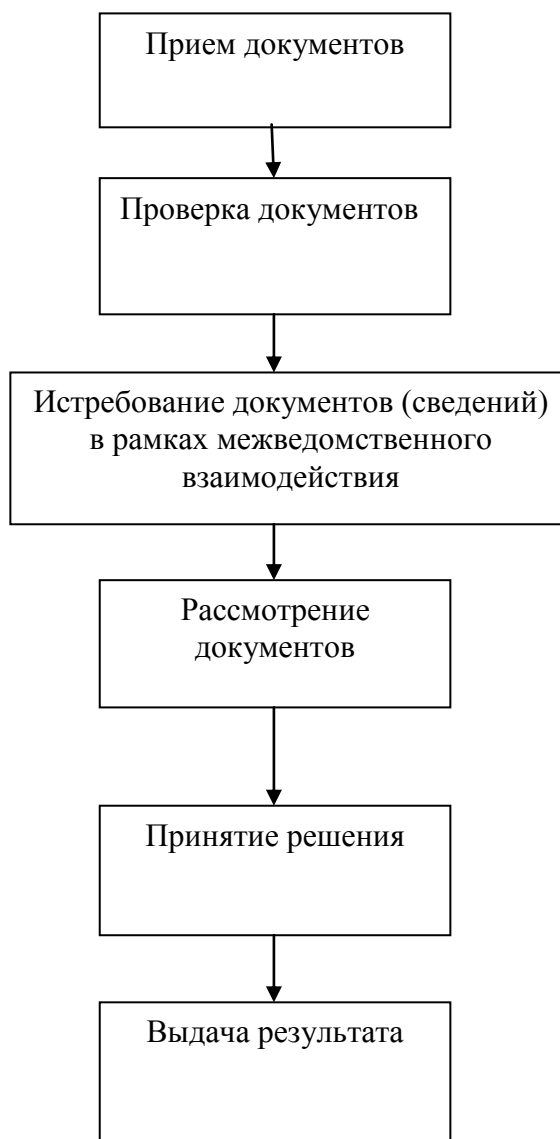 Прием документов
Проверка документов
Истребование документов (сведений)
в рамках межведомственного
взаимодействия
Рассмотрение
документов
Принятие решения
Выдача результата